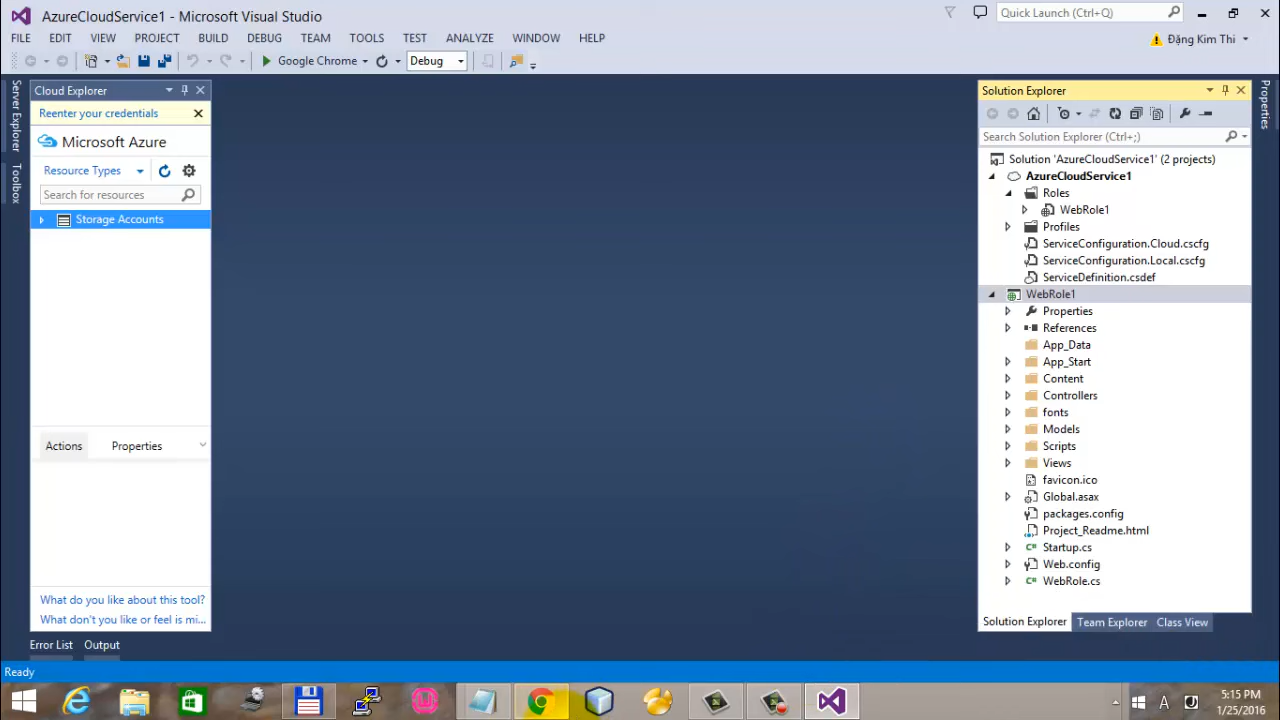 AzureCloudService1 - Microsoft Visual Studio
Quick Launch (Ctrl+Q)
FILE EDIT VIEW PROJECT BUILD DEBUG TEAM TOOLS TEST ANALYZE WINDOW HELP
Đặng Kim Thi
Google Chrome
Debug
Server Explorer
Toolbox
Cloud Explorer
Reenter your credentials
Microsoft Azure
Resource Types
Search for resources
Storage Accounts
Actions
Properties
What do you like about this tool?
What don't you like or feel is mi...
Error List
Output
Solution Explorer
Search Solution Explorer (Ctrl+;)
Solution 'AzureCloudService1' (2 projects)
AzureCloudService1
Roles
WebRole1
Profiles
ServiceConfiguration.Cloud.cscfg
ServiceConfiguration.Local.cscfg
ServiceDefinition.csdef
WebRole1
Properties
References
App_Data
App_Start
Content
Controllers
fonts
Models
Scripts
Views
favicon.ico
Global.asax
packages.config
Project_Readme.html
Startup.cs
Web.config
WebRole.cs
Solution Explorer
Team Explorer
Class View
Properties
Ready
A
5:15 PM
1/25/2016